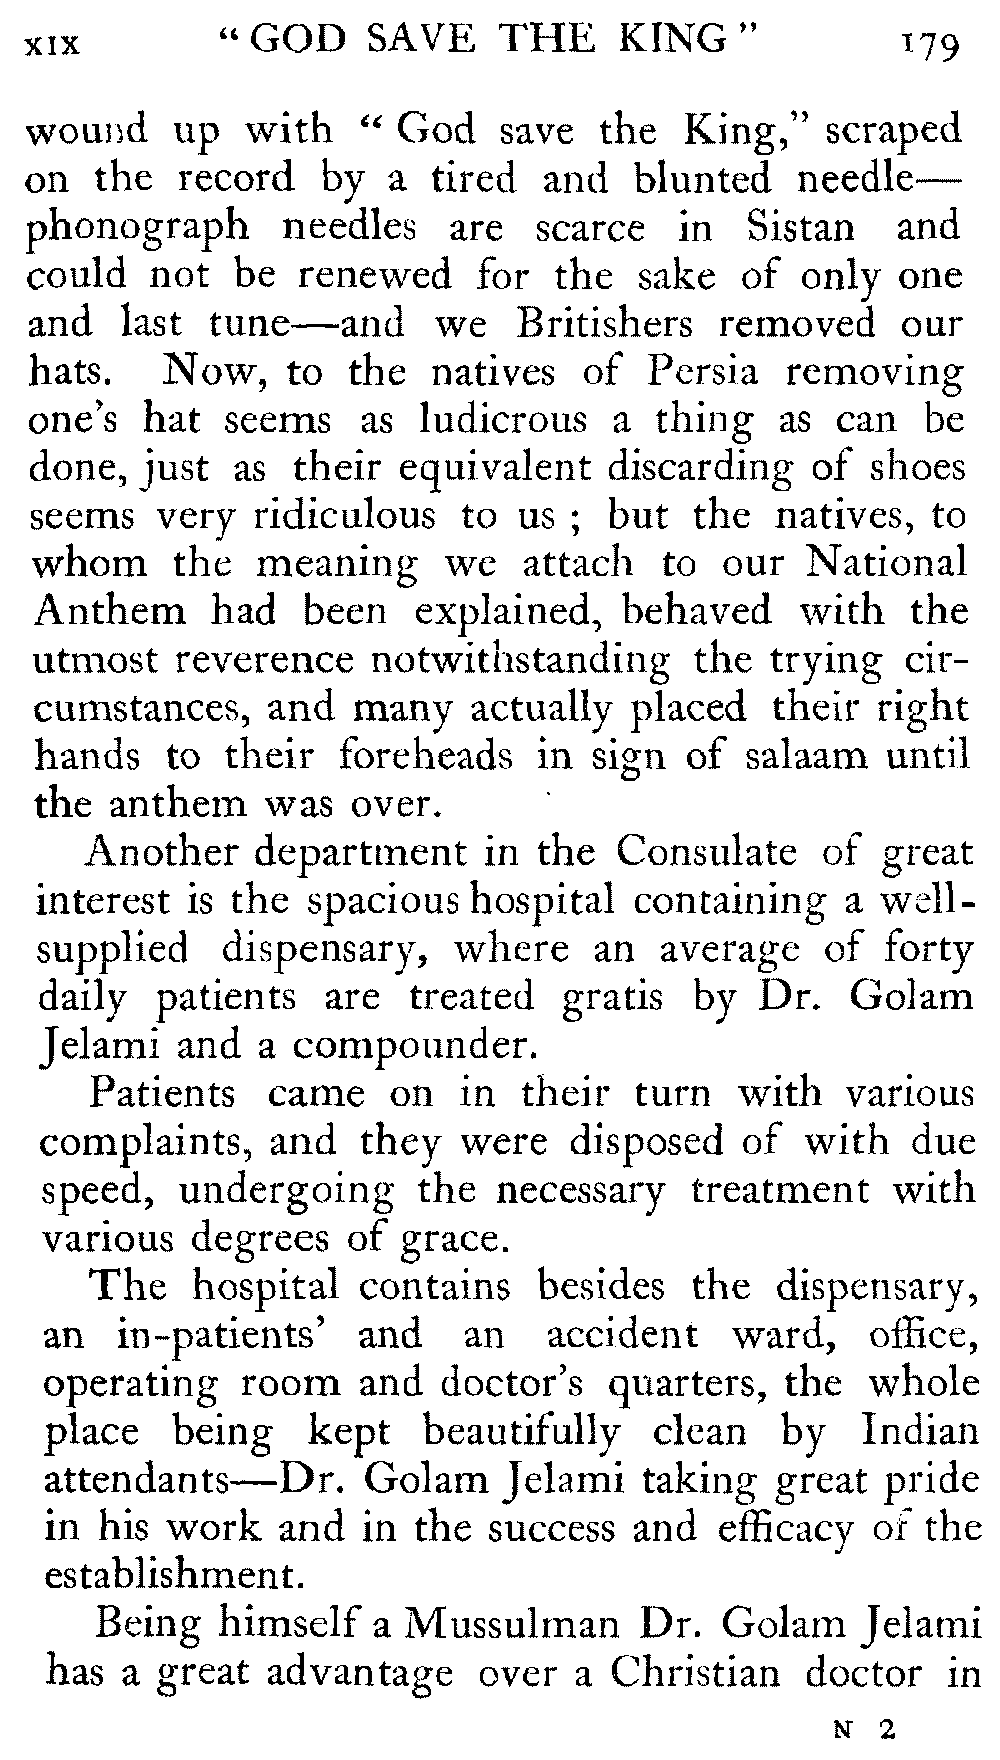 xix “ GOD SAVE THE KING ” 179
wound up with “ God save the King,” scraped
on the record by a tired and blunted needle—
phonograph needles are scarce in Sistan and
could not be renewed for the sake of only one
and last tune—and we Britishers removed our
hats. Now, to the natives of Persia removing
one’s hat seems as ludicrous a thing as can be
done, just as their equivalent discarding of shoes
seems very ridiculous to us ; but the natives, to
whom the meaning we attach to our National
Anthem had been explained, behaved with the
utmost reverence notwithstanding the trying cir-
cumstances, and many actually placed their right
hands to their foreheads in sign of salaam until
the anthem was over.
Another department in the Consulate of great
interest is the spacious hospital containing a well-
supplied dispensary, where an average of forty
daily patients are treated gratis by Dr. Golam
Jelami and a compounder.
Patients came on in their turn with various
complaints, and they were disposed of with due
speed, undergoing the necessary treatment with
various degrees of grace.
The hospital contains besides the dispensary,
an in-patients’ and an accident ward, office,
operating room and doctor’s quarters, the whole
place being kept beautifully clean by Indian
attendants—Dr. Golam Jelami taking great pride
in his work and in the success and efficacy of the
establishment.
Being himself a Mussulman Dr. Golam Jelami
has a great advantage over a Christian doctor in
N 2